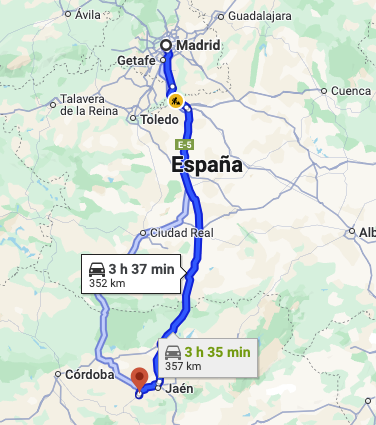 Ávila
Guadalajara
Madrid
Getafe
Talavera
de la Reina
Cuenca
Toledo
E-5
España
Ciudad Real
Alb
3 h 37 min
352 km
3 h 35 min
357 km
Córdoba
Jaén